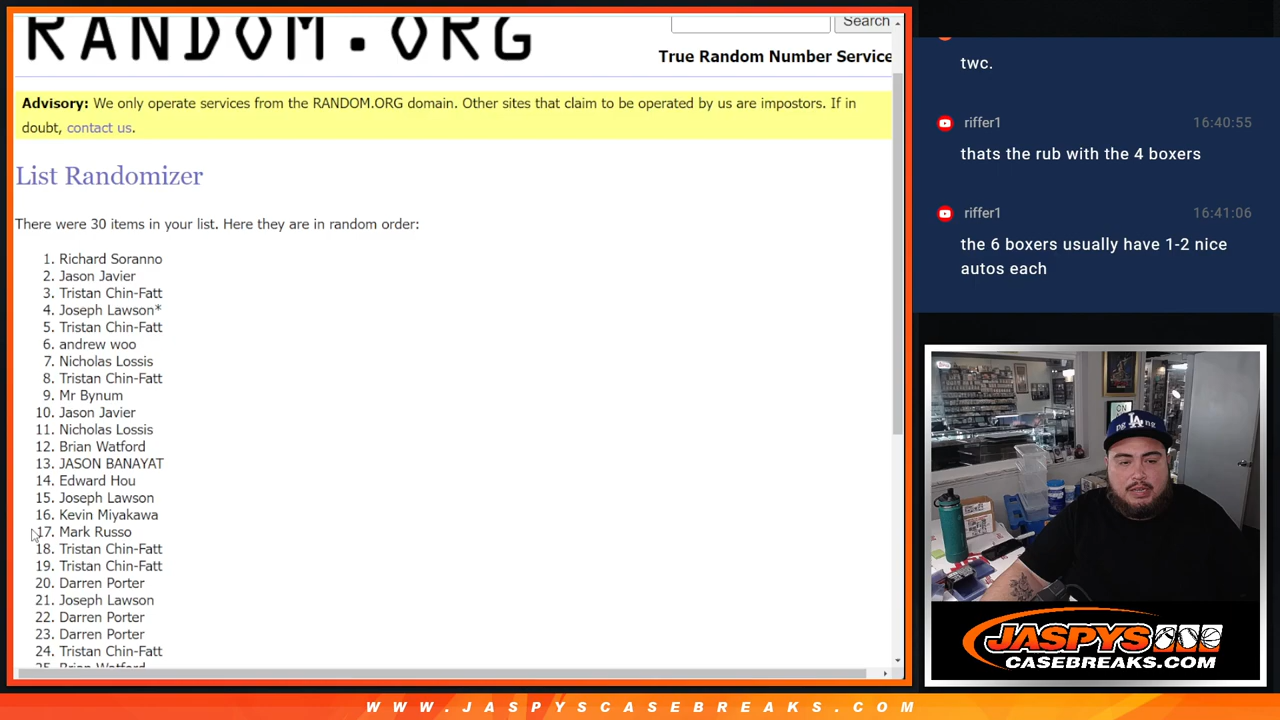 RANDOM.ORG
Search
True Random Number Service
Advisory: We only operate services from the RANDOM.ORG domain. Other sites that claim to be operated by us are impostors. If in
doubt, contact us.
List Randomizer
There were 30 items in your list. Here they are in random order:
1. Richard Soranno
2. Jason Javier
3. Tristan Chin-Fatt
4. Joseph Lawson*
5. Tristan Chin-Fatt
6. andrew woo
7. Nicholas Lossis
8. Tristan Chin-Fatt
9. Mr Bynum
10. Jason Javier
11. Nicholas Lossis
12. Brian Watford
13. JASON BANAYAT
14. Edward Hou
15. Joseph Lawson
16. Kevin Miyakawa
17. Mark Russo
18. Tristan Chin-Fatt
19. Tristan Chin-Fatt
20. Darren Porter
21. Joseph Lawson
22. Darren Porter
23. Darren Porter
24. Tristan Chin-Fatt
25. Brian Watford
twc.
riffer1 16:40:55
thats the rub with the 4 boxers
riffer1 16:41:06
the 6 boxers usually have 1-2 nice
autos each
LA
JASPYS
CASEBREAKS.COM
WWW.JASPYSCASEBREAKS.COM